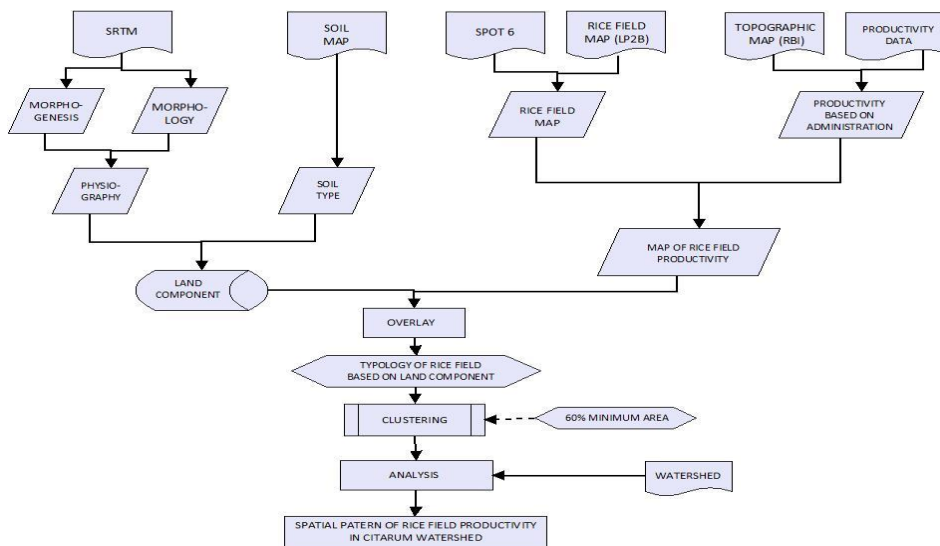 SRTM
SOIL
MAP
SPOT 6
RICE FIELD
MAP (LP2B)
TOPOGRAPHIC
MAP (RBI)
PRODUCTIVITY
DATA
MORPHO-
GENESIS
MORPHO-
LOGY
RICE FIELD
MAP
PRODUCTIVITY
BASED ON
ADMINISTRATION
PHYSIO-
GRAPHY
SOIL
TYPE
MAP OF RICE FIELD
PRODUCTIVITY
LAND
COMPONENT
OVERLAY
TYPOLOGY OF RICE FIELD
BASED ON LAND COMPONENT
CLUSTERING
60% MINIMUM AREA
ANALYSIS
WATERSHED
SPATIAL PATERN OF RICE FIELD PRODUCTIVITY
IN CITARUM WATERSHED